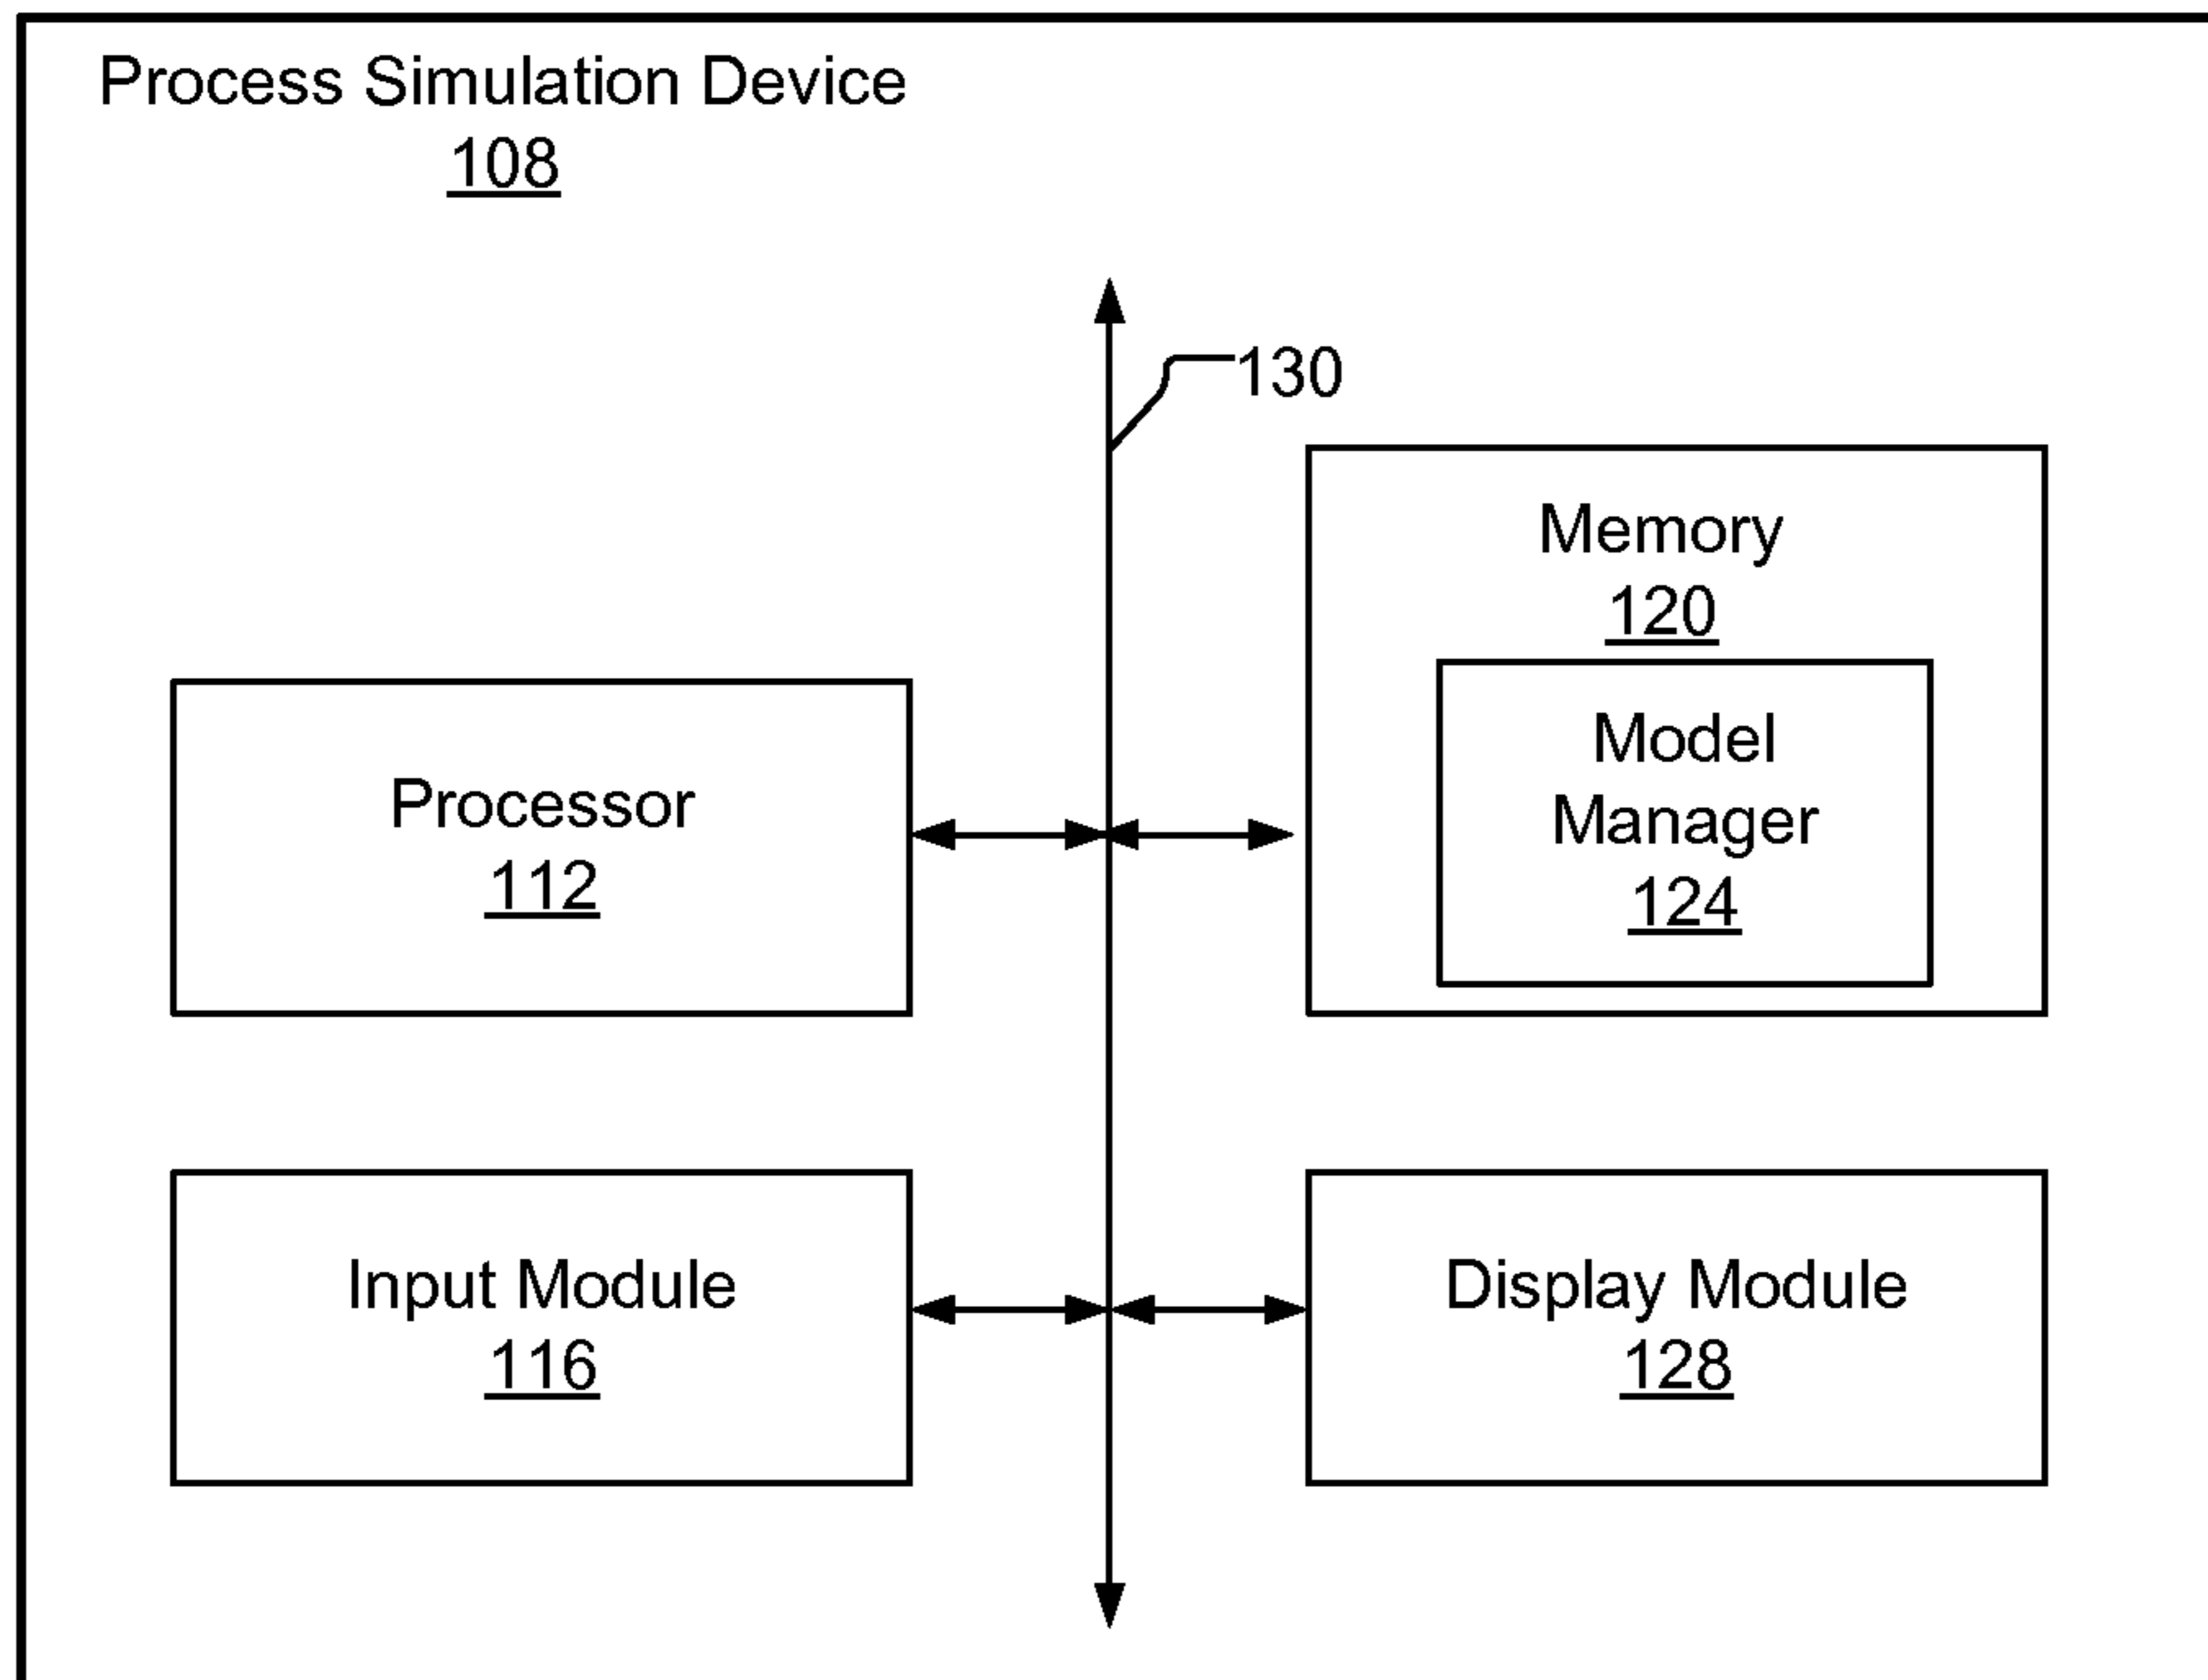 Process Simulation Device
108
130
Memory
120
Model
Manager
124
Processor
112
Input Module
116
Display Module
128